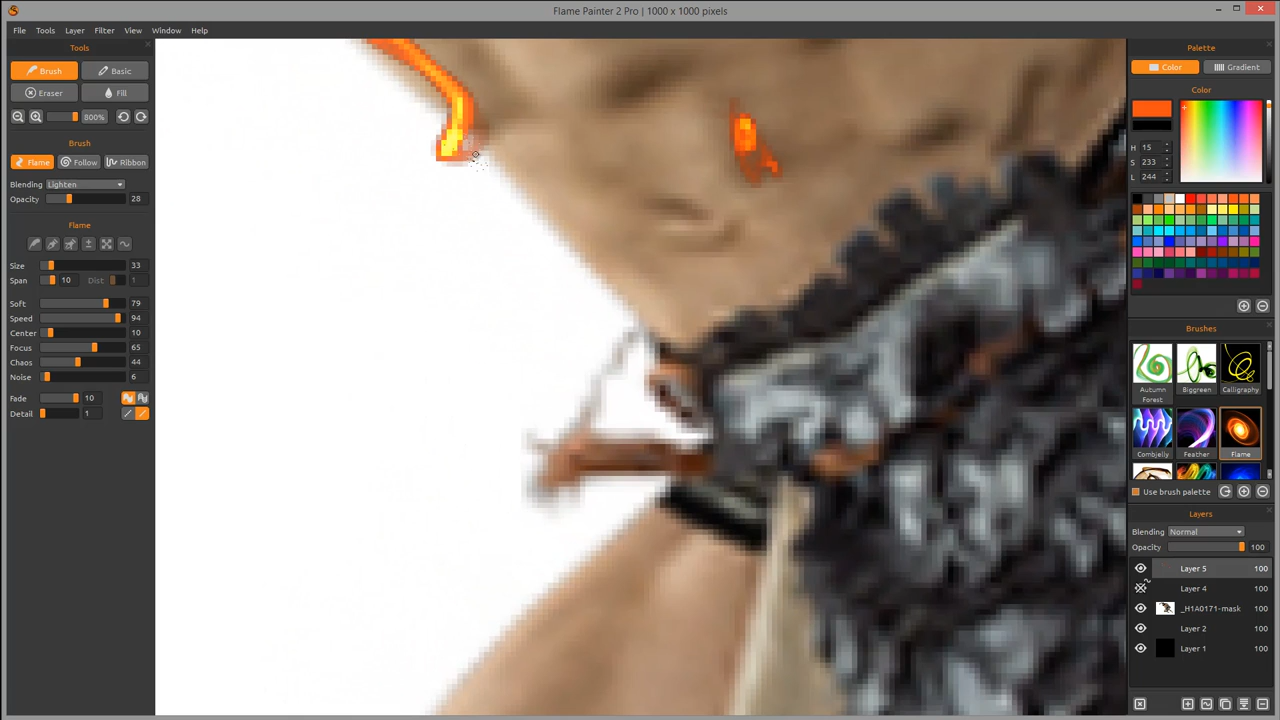 Flame Painter 2 Pro | 1000 x 1000 pixels
File Tools Layer Filter View Window Help
Tools
Brush Basic
Eraser Fill
800%
Brush
Flame Follow Ribbon
Blending Lighten
Opacity 28
Flame
Size 33
Span 10 Dist 1
Soft 79
Speed 94
Center 10
Focus 65
Chaos 44
Noise 6
Fade 10
Detail 1
Palette
Color Gradient
Color
H 15
S 233
L 244
Brushes
Autumn Forest Biggreen Calligraphy
Combjelly Feather Flame
Use brush palette
Layers
Blending Normal
Opacity 100
Layer 5 100
Layer 4 100
_H1A0171-mask 100
Layer 2 100
Layer 1 100